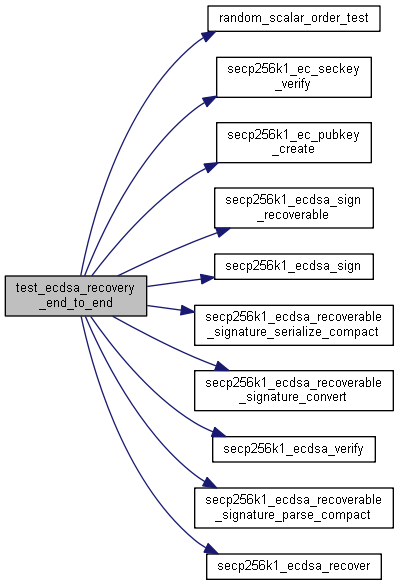 random_scalar_order_test
secp256k1_ec_seckey
_verify
secp256k1_ec_pubkey
_create
secp256k1_ecdsa_sign
_recoverable
secp256k1_ecdsa_sign
test_ecdsa_recovery
_end_to_end
secp256k1_ecdsa_recoverable
_signature_serialize_compact
secp256k1_ecdsa_recoverable
_signature_convert
secp256k1_ecdsa_verify
secp256k1_ecdsa_recoverable
_signature_parse_compact
secp256k1_ecdsa_recover